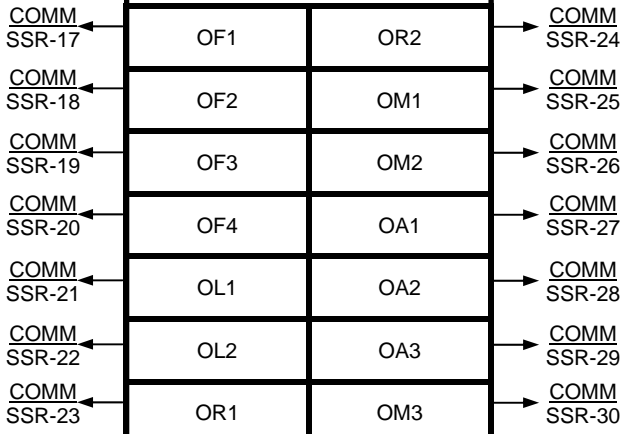 COMM
SSR-17
OF1
OR2
COMM
SSR-24
COMM
SSR-18
OF2
OM1
COMM
SSR-25
COMM
SSR-19
OF3
OM2
COMM
SSR-26
COMM
SSR-20
OF4
OA1
COMM
SSR-27
COMM
SSR-21
OL1
OA2
COMM
SSR-28
COMM
SSR-22
OL2
OA3
COMM
SSR-29
COMM
SSR-23
OR1
OM3
COMM
SSR-30